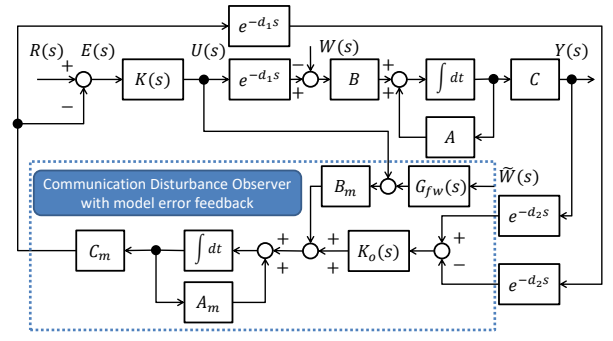 e^{-d_1 s}
R(s) E(s) U(s) W(s) Y(s)
+ − − + + +
K(s) e^{-d_1 s} B ∫dt C
A
W̃(s)
Communication Disturbance Observer
with model error feedback
B_m G_{fw}(s)
e^{-d_2 s}
C_m ∫dt + + + + K_o(s) + −
e^{-d_2 s}
A_m